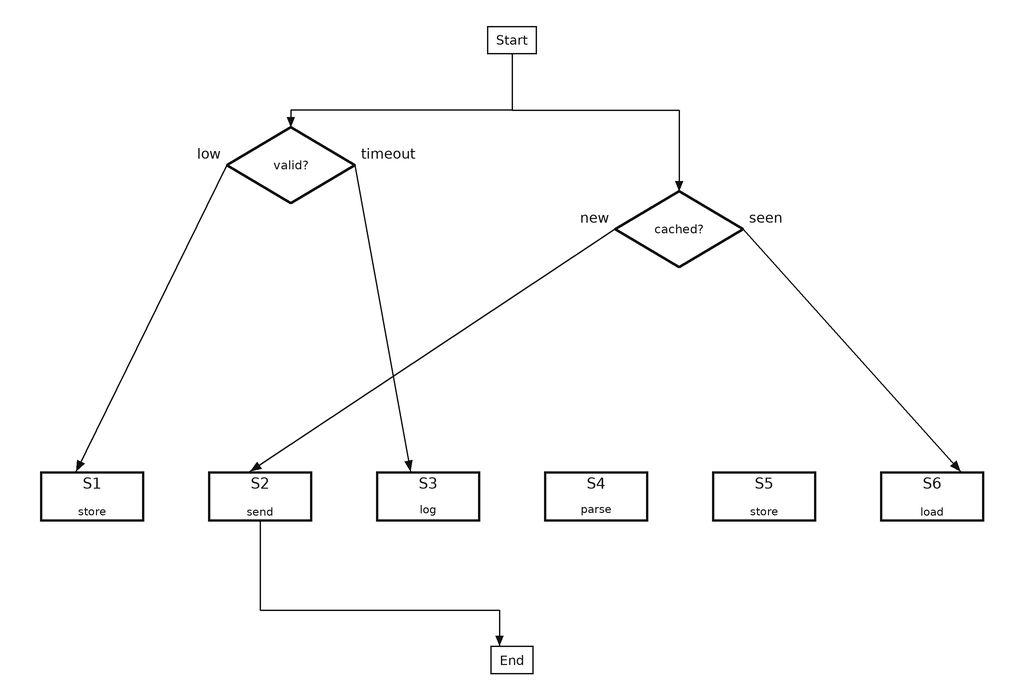 Start
low
valid?
timeout
new
cached?
seen
S1
store
S2
send
S3
log
S4
parse
S5
store
S6
load
End